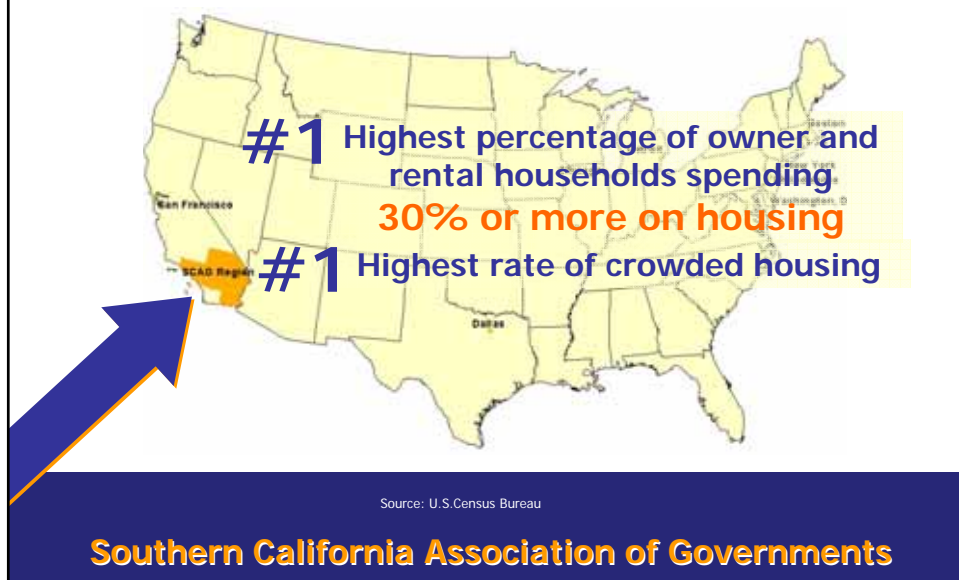 #1 Highest percentage of owner and
rental households spending
30% or more on housing
San Francisco
#1 Highest rate of crowded housing
SCAG Region
Dallas
Boston
New York
Washington, D
Source: U.S.Census Bureau
Southern California Association of Governments